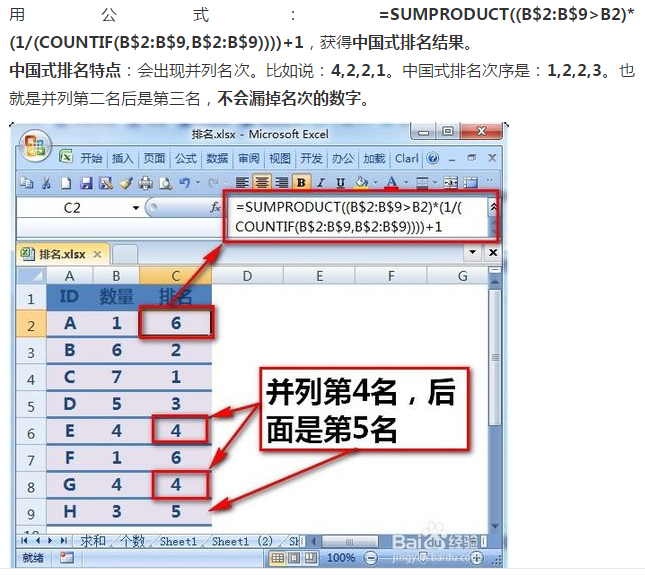 用公式：=SUMPRODUCT((B$2:B$9>B2)*
(1/(COUNTIF(B$2:B$9,B$2:B$9))))+1，获得中国式排名结果。
中国式排名特点：会出现并列名次。比如说：4,2,2,1。中国式排名次序是：1,2,2,3。也
就是并列第二名后是第三名，不会漏掉名次的数字。
排名.xlsx - Microsoft Excel
开始 插入 页面 公式 数据 审阅 视图 开发 办公 加载 Clarl
B I U A
C2 fx =SUMPRODUCT((B$2:B$9>B2)*(1/(
COUNTIF(B$2:B$9,B$2:B$9))))+1
排名.xlsx
A B C D E F G
1 ID 数量 排名
2 A 1 6
3 B 6 2
4 C 7 1
5 D 5 3
6 E 4 4
7 F 1 6
8 G 4 4
9 H 3 5
并列第4名，后
面是第5名
求和 个数 Sheet1 Sheet1 (2) Sh
就绪 100%
Baidu经验
jingyan.baidu.com